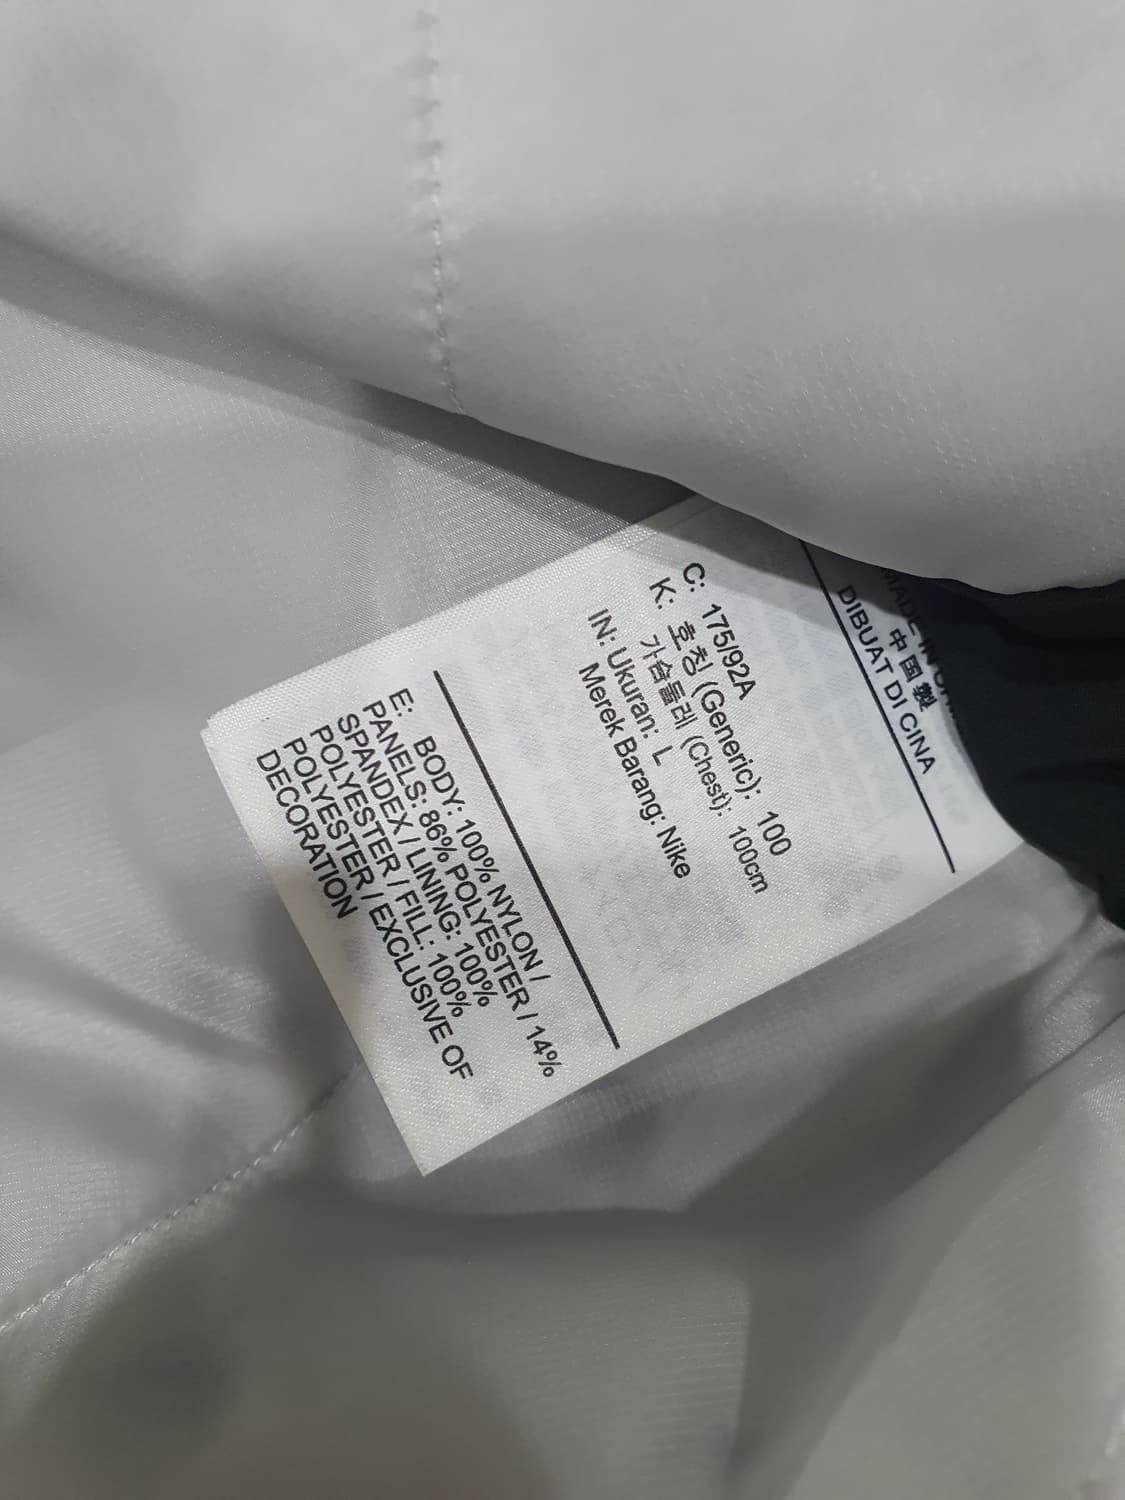 MADE IN
中国製
DIBUAT DI CINA
C: 175/92A
K: 호칭 (Generic): 100
가슴둘레 (Chest): 100cm
IN: Ukuran: L
Merek Barang: Nike
E: BODY: 100% NYLON /
PANELS: 86% POLYESTER / 14%
SPANDEX / LINING: 100%
POLYESTER / FILL: 100%
POLYESTER / EXCLUSIVE OF
DECORATION